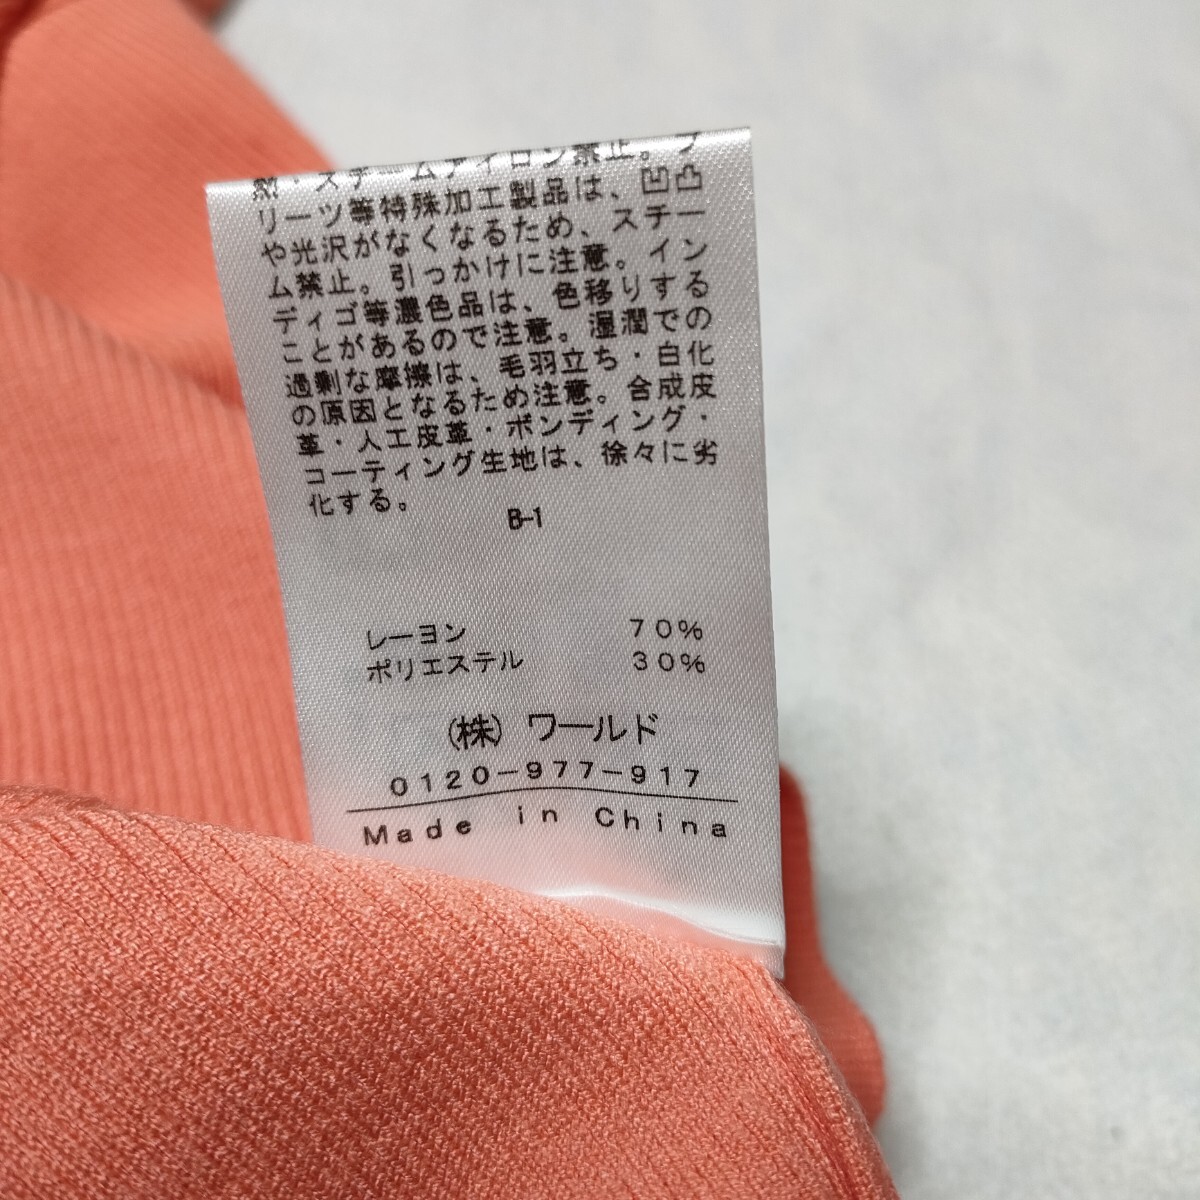 熱・スチームアイロン禁止。プ
リーツ等特殊加工製品は、凹凸
や光沢がなくなるため、スチー
ム禁止。引っかけに注意。イン
ディゴ等濃色品は、色移りする
ことがあるので注意。湿潤での
過剰な摩擦は、毛羽立ち・白化
の原因となるため注意。合成皮
革・人工皮革・ボンディング・
コーティング生地は、徐々に劣
化する。
B-1
レーヨン 70%
ポリエステル 30%
(株) ワールド
0120-977-917
Made in China